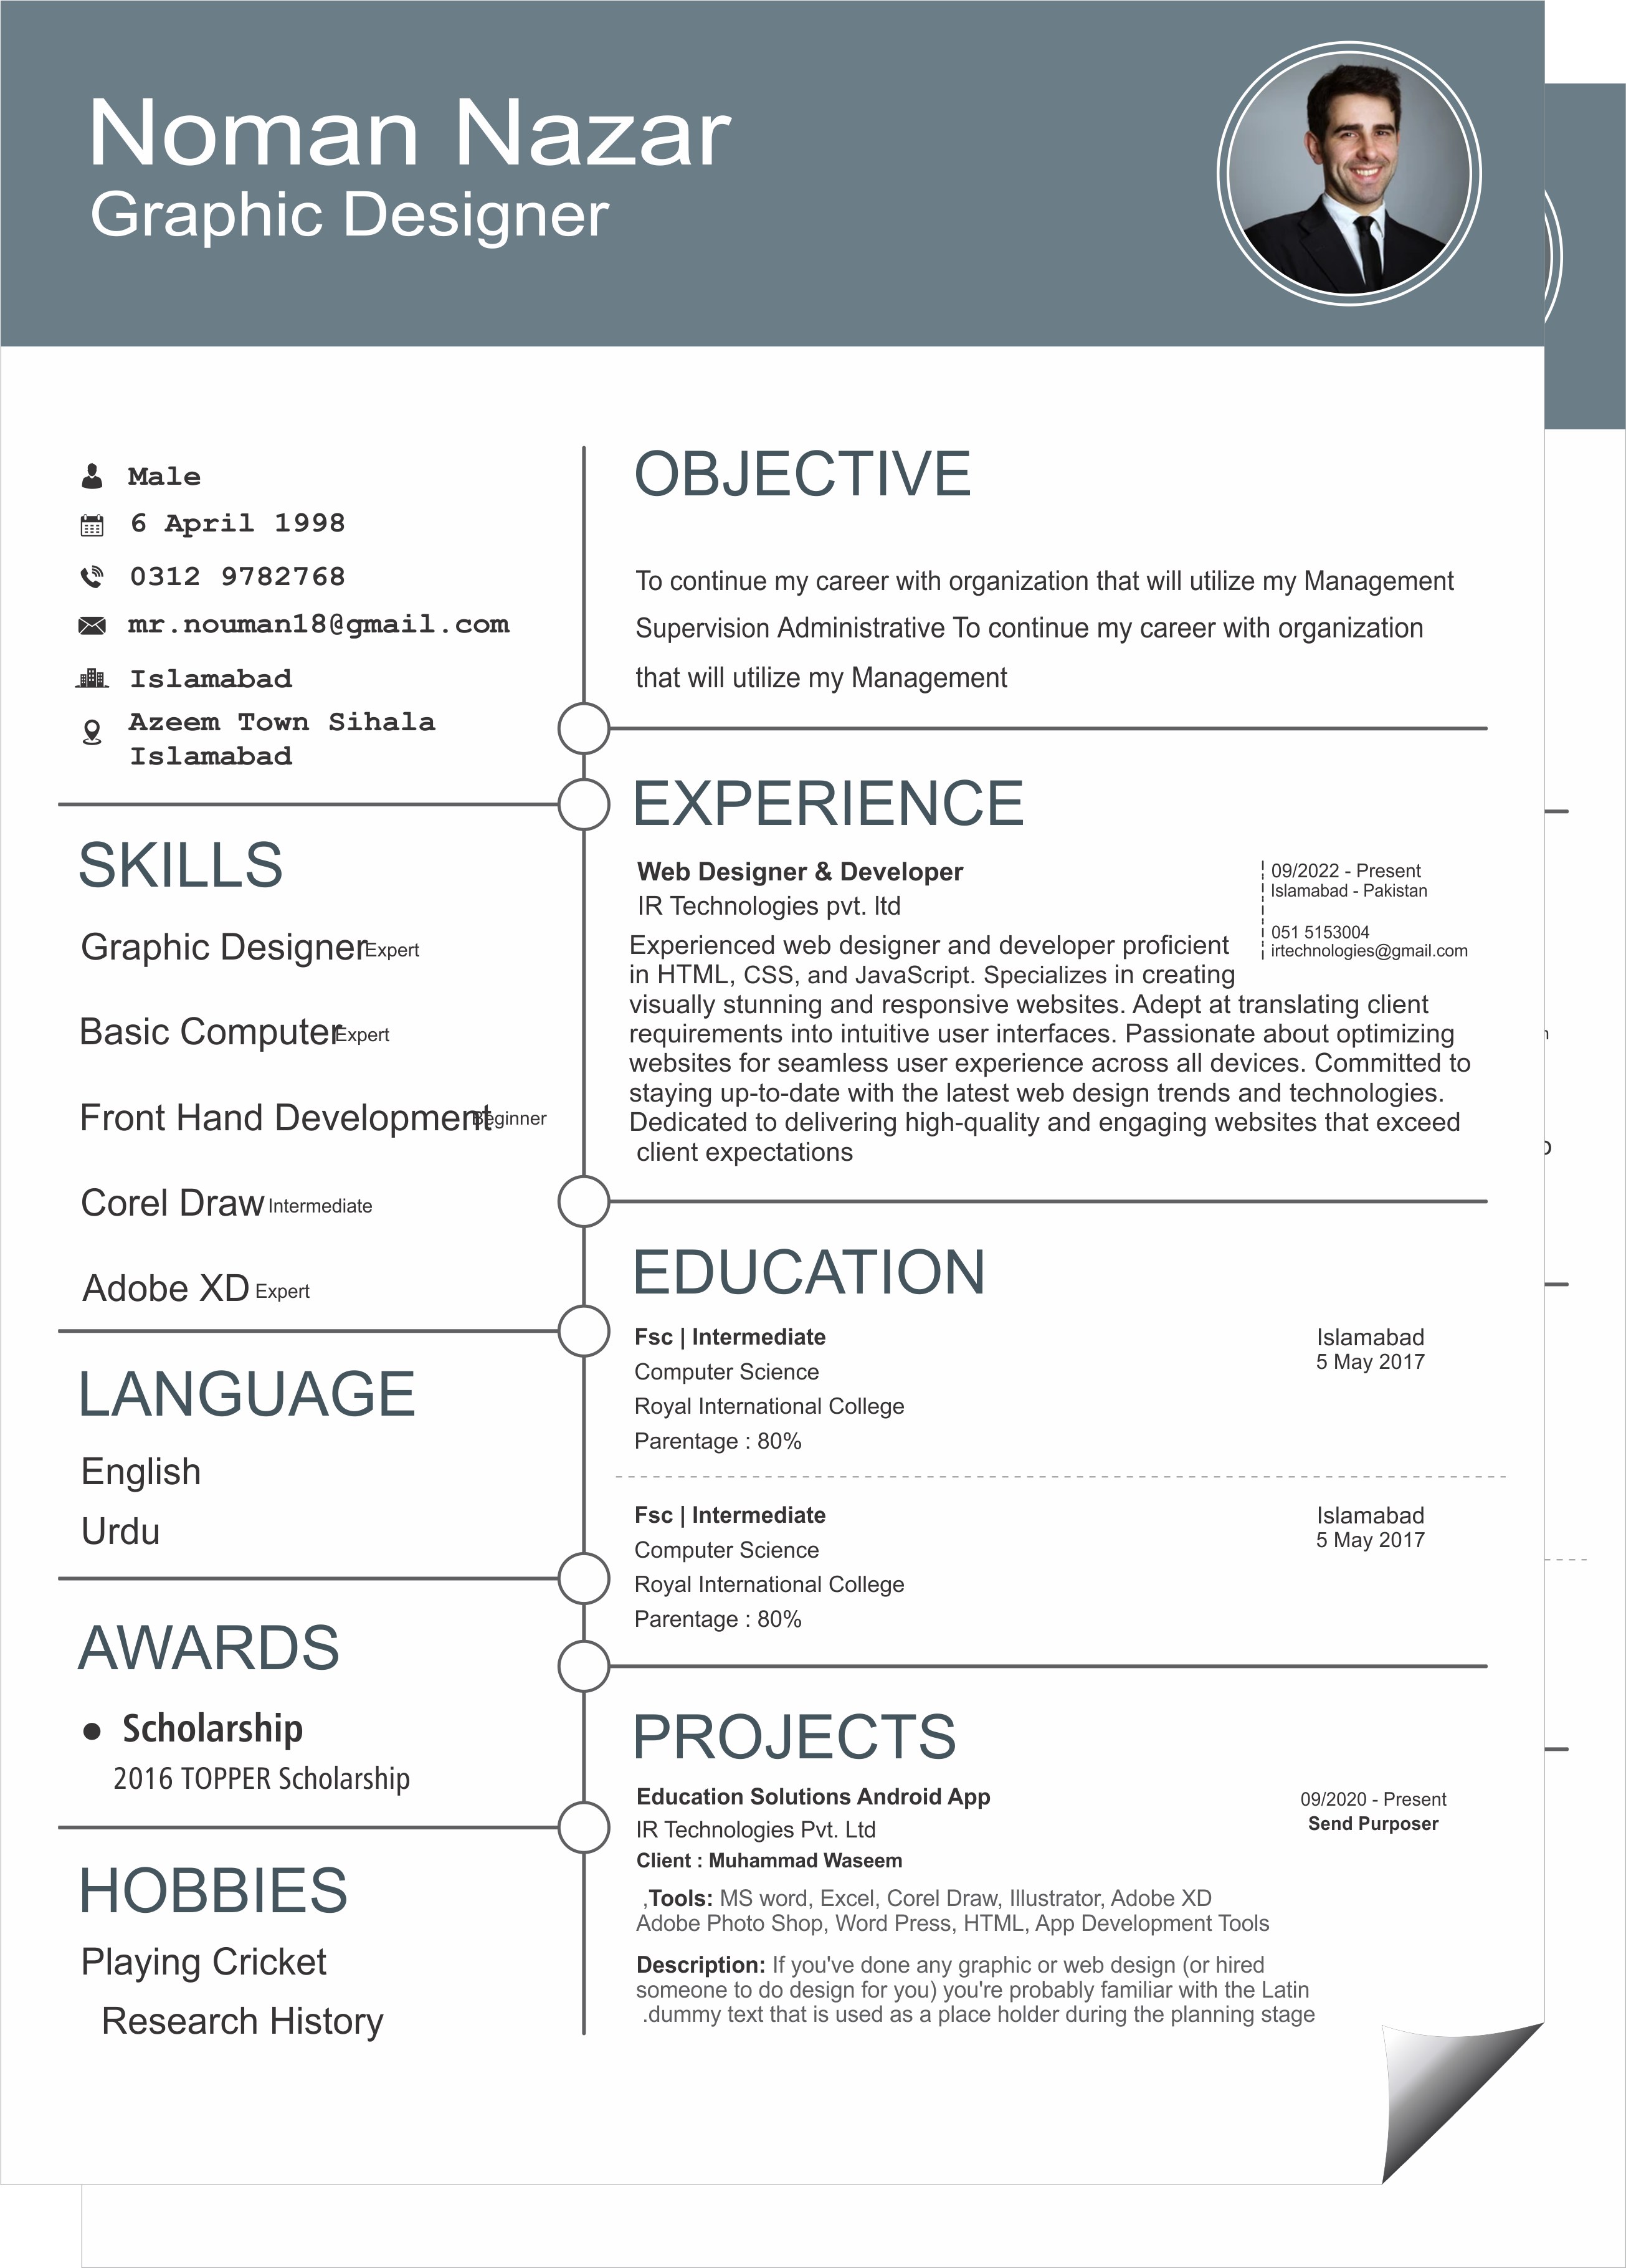 Noman Nazar
Graphic Designer
Male
6 April 1998
0312 9782768
mr.nouman18@gmail.com
Islamabad
Azeem Town Sihala
Islamabad
SKILLS
Graphic Designer Expert
Basic Computer Expert
Front Hand Development Beginner
Corel Draw Intermediate
Adobe XD Expert
LANGUAGE
English
Urdu
AWARDS
● Scholarship
2016 TOPPER Scholarship
HOBBIES
Playing Cricket
Research History
OBJECTIVE
To continue my career with organization that will utilize my Management
Supervision Administrative To continue my career with organization
that will utilize my Management
EXPERIENCE
Web Designer & Developer
IR Technologies pvt. ltd
09/2022 - Present
Islamabad - Pakistan
051 5153004
irtechnologies@gmail.com
Experienced web designer and developer proficient
in HTML, CSS, and JavaScript. Specializes in creating
visually stunning and responsive websites. Adept at translating client
requirements into intuitive user interfaces. Passionate about optimizing
websites for seamless user experience across all devices. Committed to
staying up-to-date with the latest web design trends and technologies.
Dedicated to delivering high-quality and engaging websites that exceed
client expectations
EDUCATION
Fsc | Intermediate
Computer Science
Royal International College
Parentage : 80%
Islamabad
5 May 2017
Fsc | Intermediate
Computer Science
Royal International College
Parentage : 80%
Islamabad
5 May 2017
PROJECTS
Education Solutions Android App
IR Technologies Pvt. Ltd
Client : Muhammad Waseem
09/2020 - Present
Send Purposer
,Tools: MS word, Excel, Corel Draw, Illustrator, Adobe XD
Adobe Photo Shop, Word Press, HTML, App Development Tools
Description: If you've done any graphic or web design (or hired
someone to do design for you) you're probably familiar with the Latin
.dummy text that is used as a place holder during the planning stage